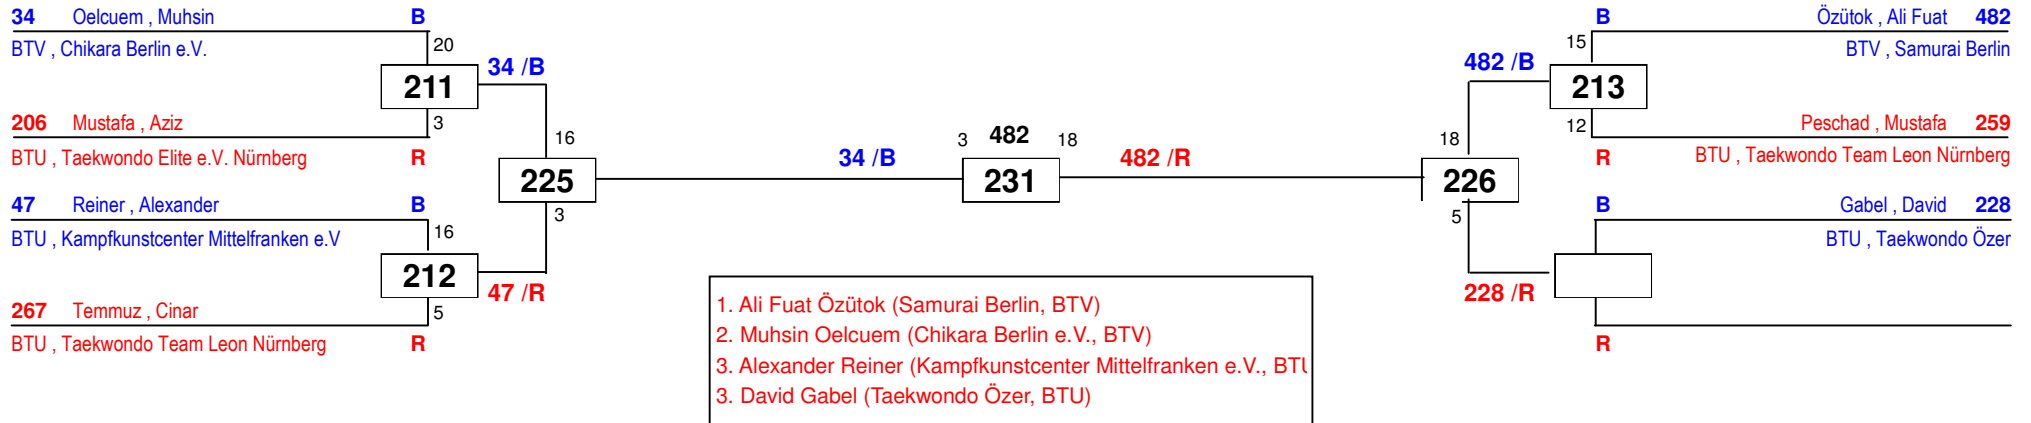 34 Oelcuem , Muhsin B
BTV , Chikara Berlin e.V.
20
211
34 /B
3
206 Mustafa , Aziz
BTU , Taekwondo Elite e.V. Nürnberg R
16
225
3
47 Reiner , Alexander B
BTU , Kampfkunstcenter Mittelfranken e.V
16
212
47 /R
5
267 Temmuz , Cinar
BTU , Taekwondo Team Leon Nürnberg R
34 /B
3 482 18
231
482 /R
B Özütok , Ali Fuat 482
BTV , Samurai Berlin
15
482 /B
213
12
Peschad , Mustafa 259
R BTU , Taekwondo Team Leon Nürnberg
18
226
5
B Gabel , David 228
BTU , Taekwondo Özer
228 /R
R
1. Ali Fuat Özütok (Samurai Berlin, BTV)
2. Muhsin Oelcuem (Chikara Berlin e.V., BTV)
3. Alexander Reiner (Kampfkunstcenter Mittelfranken e.V., BTU
3. David Gabel (Taekwondo Özer, BTU)